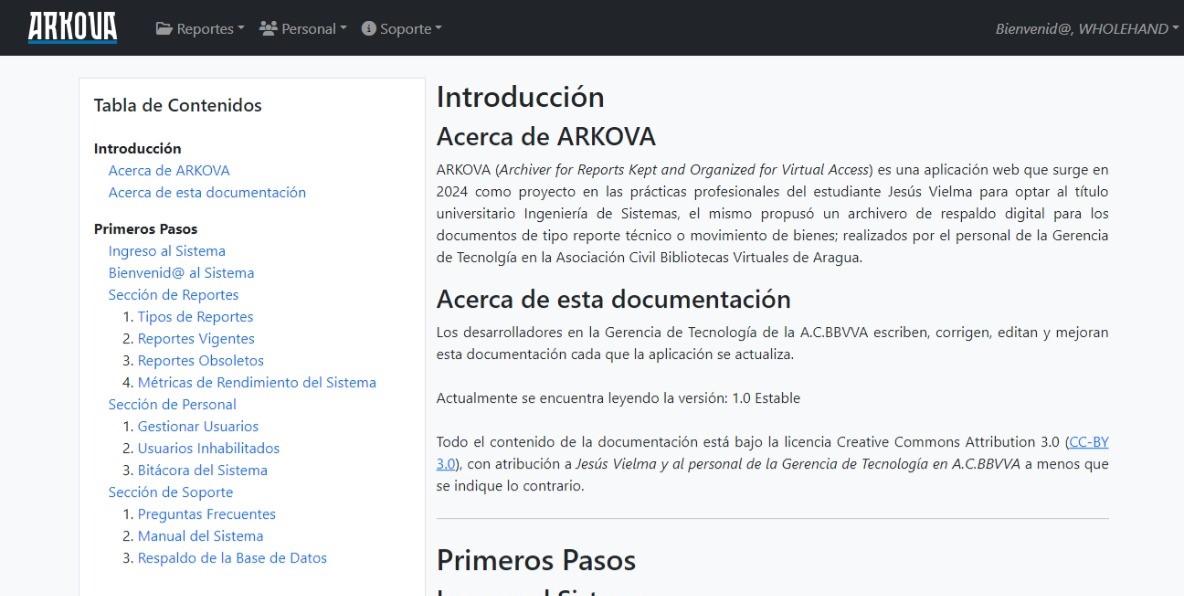 ARKOVA
Reportes
Personal
Soporte
Bienvenid@, WHOLEHAND
Tabla de Contenidos
Introducción
Acerca de ARKOVA
Acerca de esta documentación
Primeros Pasos
Ingreso al Sistema
Bienvenid@ al Sistema
Sección de Reportes
1. Tipos de Reportes
2. Reportes Vigentes
3. Reportes Obsoletos
4. Métricas de Rendimiento del Sistema
Sección de Personal
1. Gestionar Usuarios
2. Usuarios Inhabilitados
3. Bitácora del Sistema
Sección de Soporte
1. Preguntas Frecuentes
2. Manual del Sistema
3. Respaldo de la Base de Datos
Introducción
Acerca de ARKOVA
ARKOVA (Archiver for Reports Kept and Organized for Virtual Access) es una aplicación web que surge en
2024 como proyecto en las prácticas profesionales del estudiante Jesús Vielma para optar al título
universitario Ingeniería de Sistemas, el mismo propusó un archivero de respaldo digital para los
documentos de tipo reporte técnico o movimiento de bienes; realizados por el personal de la Gerencia
de Tecnolgía en la Asociación Civil Bibliotecas Virtuales de Aragua.
Acerca de esta documentación
Los desarrolladores en la Gerencia de Tecnología de la A.C.BBVVA escriben, corrigen, editan y mejoran
esta documentación cada que la aplicación se actualiza.
Actualmente se encuentra leyendo la versión: 1.0 Estable
Todo el contenido de la documentación está bajo la licencia Creative Commons Attribution 3.0 (CC-BY
3.0), con atribución a Jesús Vielma y al personal de la Gerencia de Tecnología en A.C.BBVVA a menos que
se indique lo contrario.
Primeros Pasos